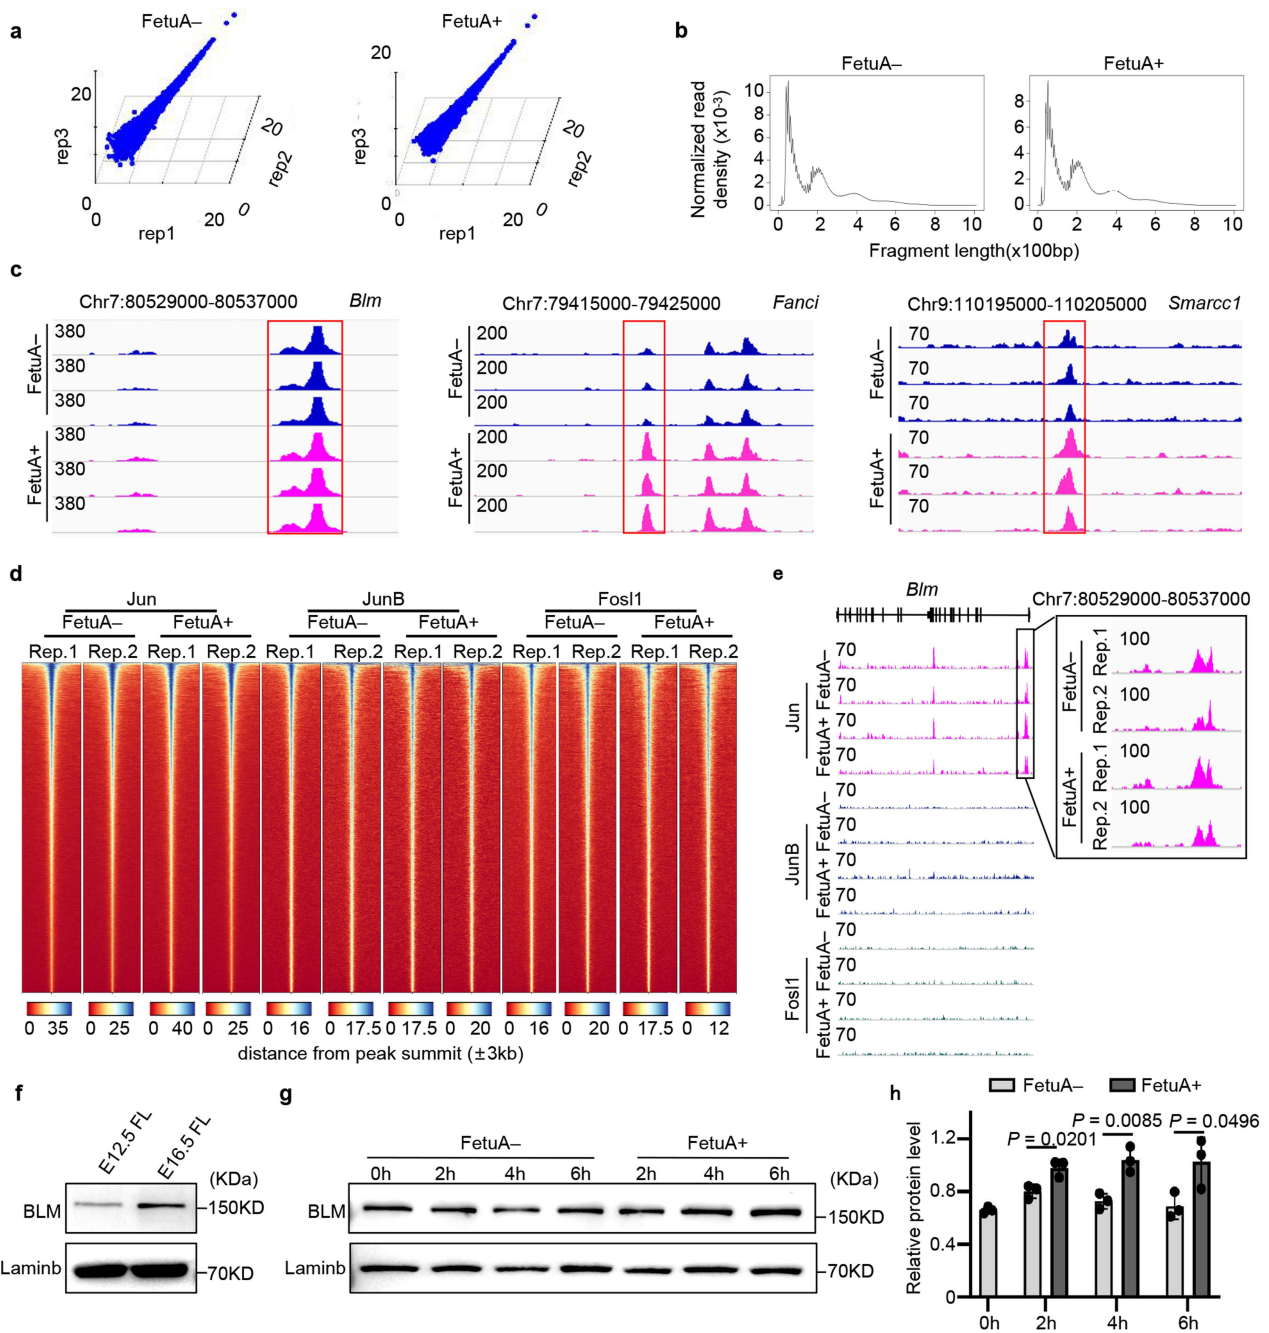 a
FetuA–
FetuA+
20
rep3
0
0
rep1
20
0
rep2
20
20
rep3
0
0
rep1
20
0
rep2
20
b
FetuA–
FetuA+
Normalized read
density (x10-3)
10
8
6
4
2
0
0 2 4 6 8 10
8
6
4
2
0
0 2 4 6 8 10
Fragment length(x100bp)
c
Chr7:80529000-80537000 Blm
FetuA–
380
380
380
FetuA+
380
380
380
Chr7:79415000-79425000 Fanci
FetuA–
200
200
200
FetuA+
200
200
200
Chr9:110195000-110205000 Smarcc1
FetuA–
70
70
70
FetuA+
70
70
70
d
Jun JunB Fosl1
FetuA– FetuA+ FetuA– FetuA+ FetuA– FetuA+
Rep.1 Rep.2 Rep.1 Rep.2 Rep.1 Rep.2 Rep.1 Rep.2 Rep.1 Rep.2 Rep.1 Rep.2
0 35 0 25 0 40 0 25 0 16 0 17.5 0 17.5 0 20 0 16 0 20 0 17.5 0 12
distance from peak summit (±3kb)
e
Blm
Chr7:80529000-80537000
Jun
FetuA–
70
70
FetuA+
70
70
JunB
FetuA–
70
70
FetuA+
70
70
Fosl1
FetuA–
70
70
FetuA+
70
70
FetuA–
Rep.1
100
Rep.2
100
FetuA+
Rep.1
100
Rep.2
100
f
E12.5 FL
E16.5 FL
(KDa)
BLM
150KD
Laminb
70KD
g
FetuA– FetuA+
0h 2h 4h 6h 2h 4h 6h (KDa)
BLM
150KD
Laminb
70KD
h
FetuA– FetuA+
Relative protein level
1.2
0.8
0.4
0
P = 0.0201
P = 0.0085
P = 0.0496
0h 2h 4h 6h